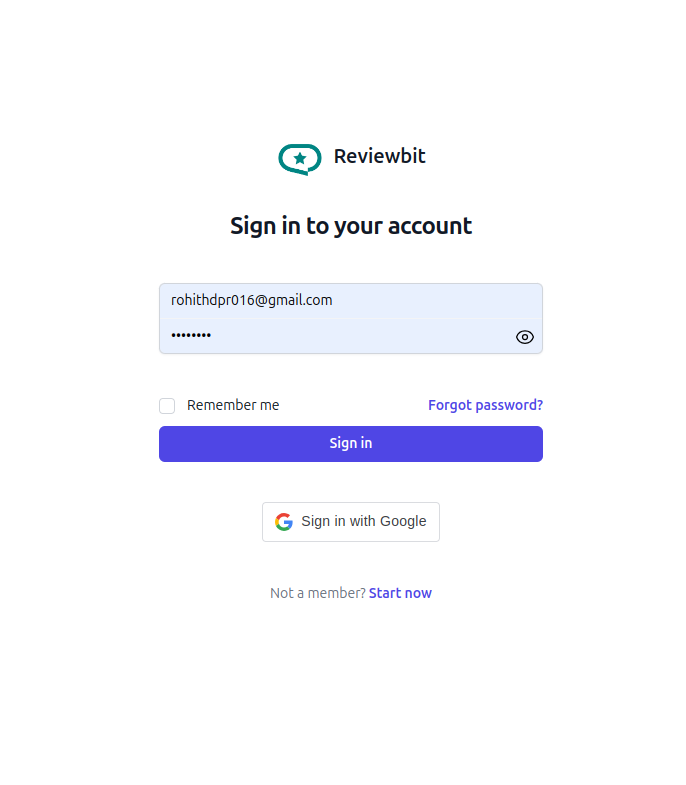 Reviewbit
Sign in to your account
rohithdpr016@gmail.com
••••••••
Remember me
Forgot password?
Sign in
Sign in with Google
Not a member? Start now